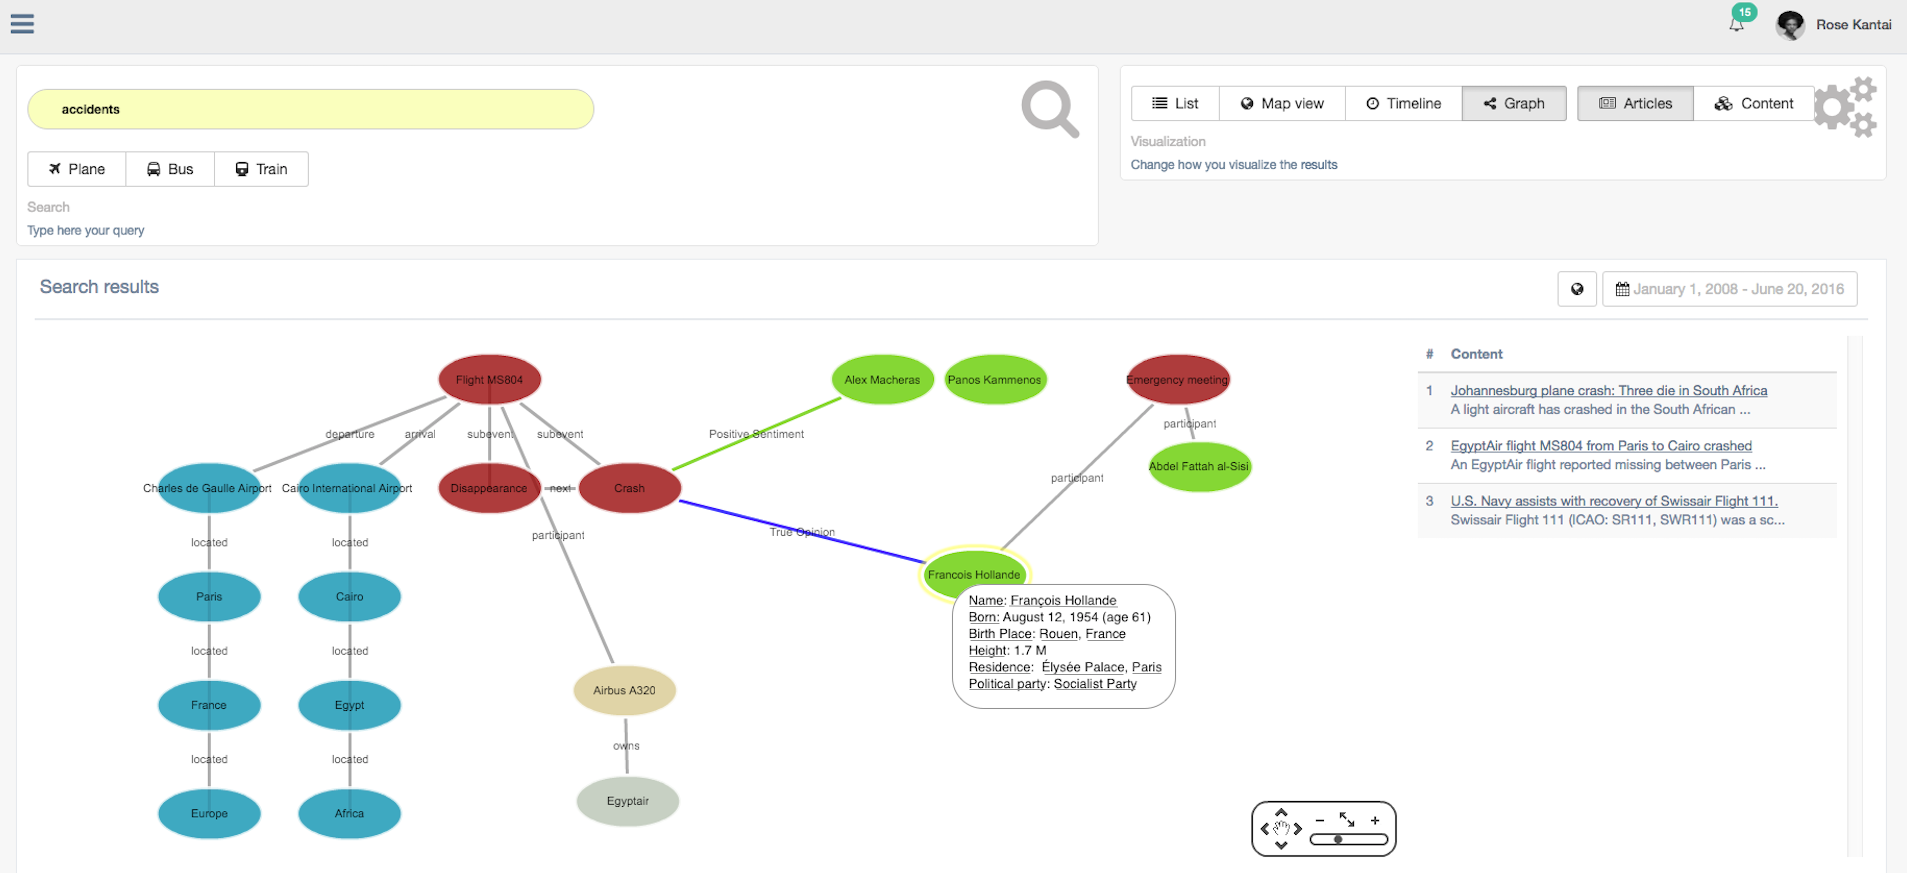 15
Rose Kantai
accidents
Plane Bus Train
Search
Type here your query
List Map view Timeline Graph Articles Content
Visualization
Change how you visualize the results
Search results
January 1, 2008 - June 20, 2016
Flight MS804
Alex Macheras
Panos Kammenos
Emergency meeting
departure
arrival
subevent
subevent
Positive Sentiment
participant
Charles de Gaulle Airport
Cairo International Airport
Disappearance
next
Crash
Abdel Fattah al-Sisi
participant
located
located
participant
True Opinion
Francois Hollande
Paris
Cairo
Name: François Hollande
Born: August 12, 1954 (age 61)
Birth Place: Rouen, France
Height: 1.7 M
Residence: Élysée Palace, Paris
Political party: Socialist Party
located
located
France
Egypt
Airbus A320
located
located
owns
Europe
Africa
Egyptair
# Content
1 Johannesburg plane crash: Three die in South Africa
A light aircraft has crashed in the South African ...
2 EgyptAir flight MS804 from Paris to Cairo crashed
An EgyptAir flight reported missing between Paris ...
3 U.S. Navy assists with recovery of Swissair Flight 111.
Swissair Flight 111 (ICAO: SR111, SWR111) was a sc...